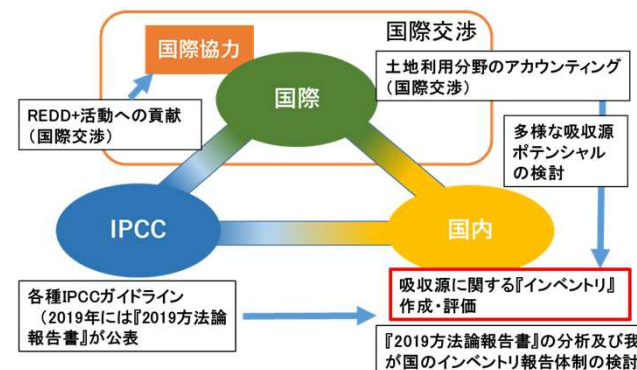 国際交渉
国際協力
国際
土地利用分野のアカウンティング
(国際交渉)
REDD+活動への貢献
(国際交渉)
多様な吸収源
ポテンシャル
の検討
IPCC
国内
吸収源に関する『インベントリ』
作成・評価
各種IPCCガイドライン
(2019年には『2019方法論
報告書』が公表
『2019方法論報告書』の分析及び我
が国のインベントリ報告体制の検討